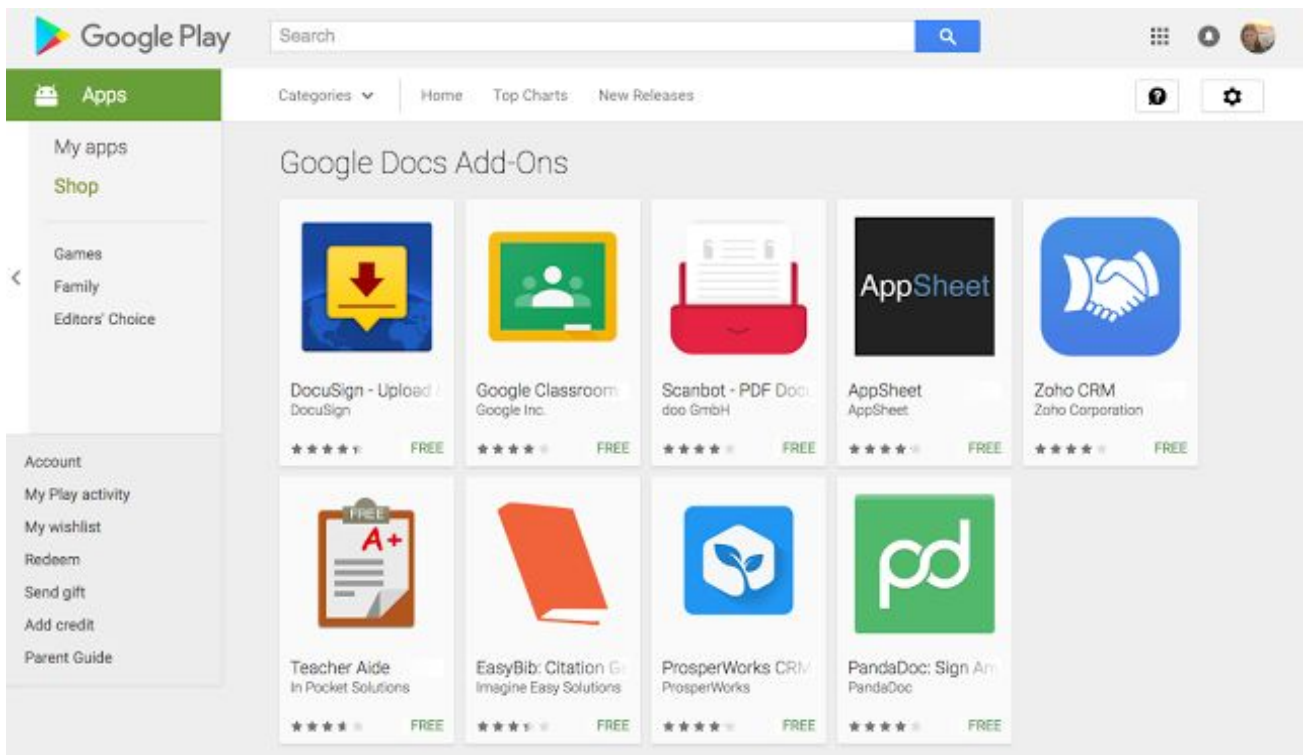 Google Play
Search
Apps
Categories Home Top Charts New Releases
My apps
Shop
Games
Family
Editors' Choice
Account
My Play activity
My wishlist
Redeem
Send gift
Add credit
Parent Guide
Google Docs Add-Ons
AppSheet
DocuSign - Upload
DocuSign
FREE
Google Classroom
Google Inc.
FREE
Scanbot - PDF
doo GmbH
FREE
AppSheet
AppSheet
FREE
Zoho CRM
Zoho Corporation
FREE
FREE
A+
Teacher Aide
In Pocket Solutions
FREE
EasyBib: Citation
Imagine Easy Solutions
FREE
ProsperWorks CRM
ProsperWorks
FREE
pd
PandaDoc: Sign
PandaDoc
FREE